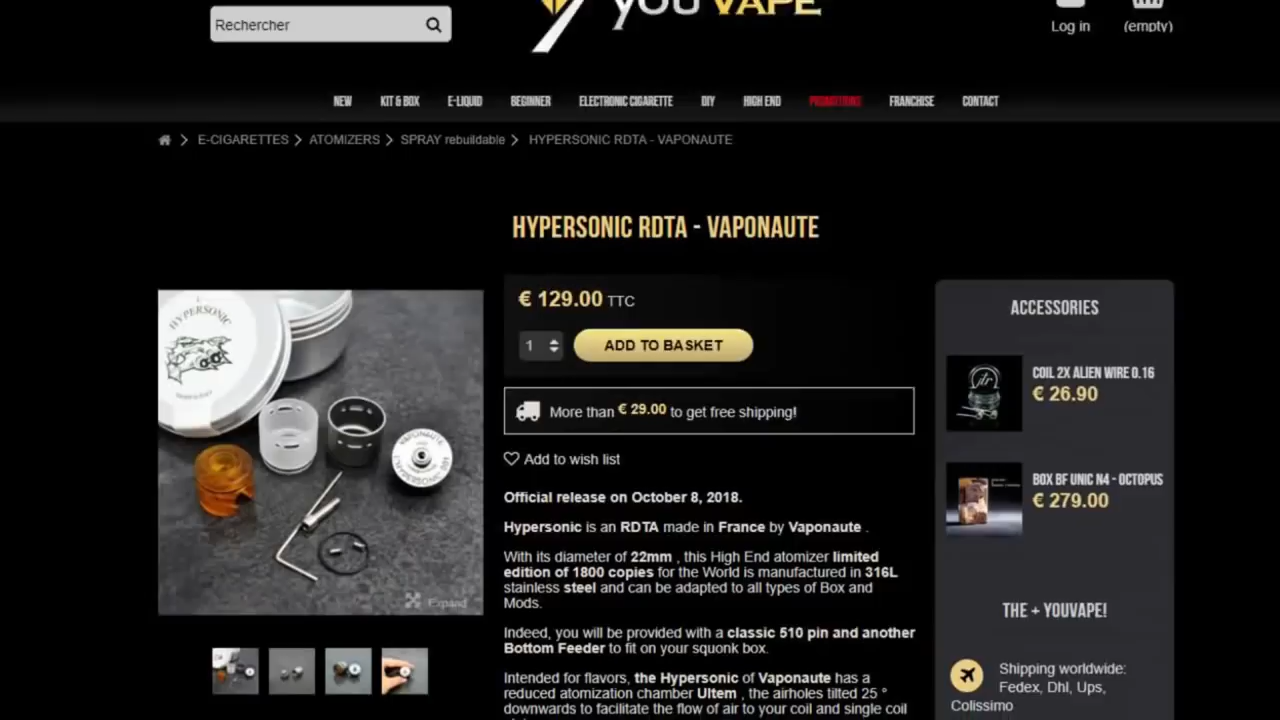 YOU VAPE
Rechercher
Log in
(empty)
NEW KIT & BOX E-LIQUID BEGINNER ELECTRONIC CIGARETTE DIY HIGH END PROMOTIONS FRANCHISE CONTACT
E-CIGARETTES ATOMIZERS SPRAY rebuildable HYPERSONIC RDTA - VAPONAUTE
HYPERSONIC RDTA - VAPONAUTE
HYPERSONIC
VAPONAUTE
HYPERSONIC
Expand
€ 129.00 TTC
1
ADD TO BASKET
More than € 29.00 to get free shipping!
Add to wish list
Official release on October 8, 2018.
Hypersonic is an RDTA made in France by Vaponaute .
With its diameter of 22mm , this High End atomizer limited
edition of 1800 copies for the World is manufactured in 316L
stainless steel and can be adapted to all types of Box and
Mods.
Indeed, you will be provided with a classic 510 pin and another
Bottom Feeder to fit on your squonk box.
Intended for flavors, the Hypersonic of Vaponaute has a
reduced atomization chamber Ultem , the airholes tilted 25 °
downwards to facilitate the flow of air to your coil and single coil
ACCESSORIES
jtr
COIL 2X ALIEN WIRE 0.16
€ 26.90
BOX BF UNIC N4 - OCTOPUS
€ 279.00
THE + YOUVAPE!
Shipping worldwide:
Fedex, Dhl, Ups,
Colissimo